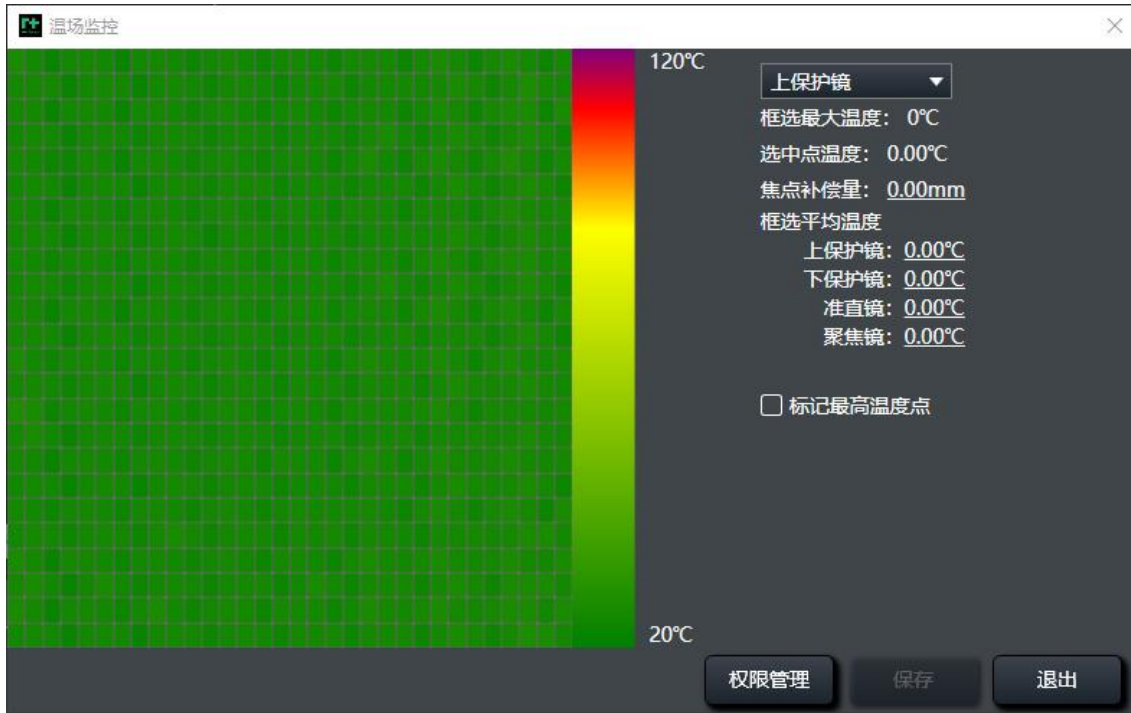 温场监控
120℃
上保护镜
框选最大温度： 0℃
选中点温度： 0.00℃
焦点补偿量： 0.00mm
框选平均温度
上保护镜： 0.00℃
下保护镜： 0.00℃
准直镜： 0.00℃
聚焦镜： 0.00℃
标记最高温度点
20℃
权限管理
保存
退出